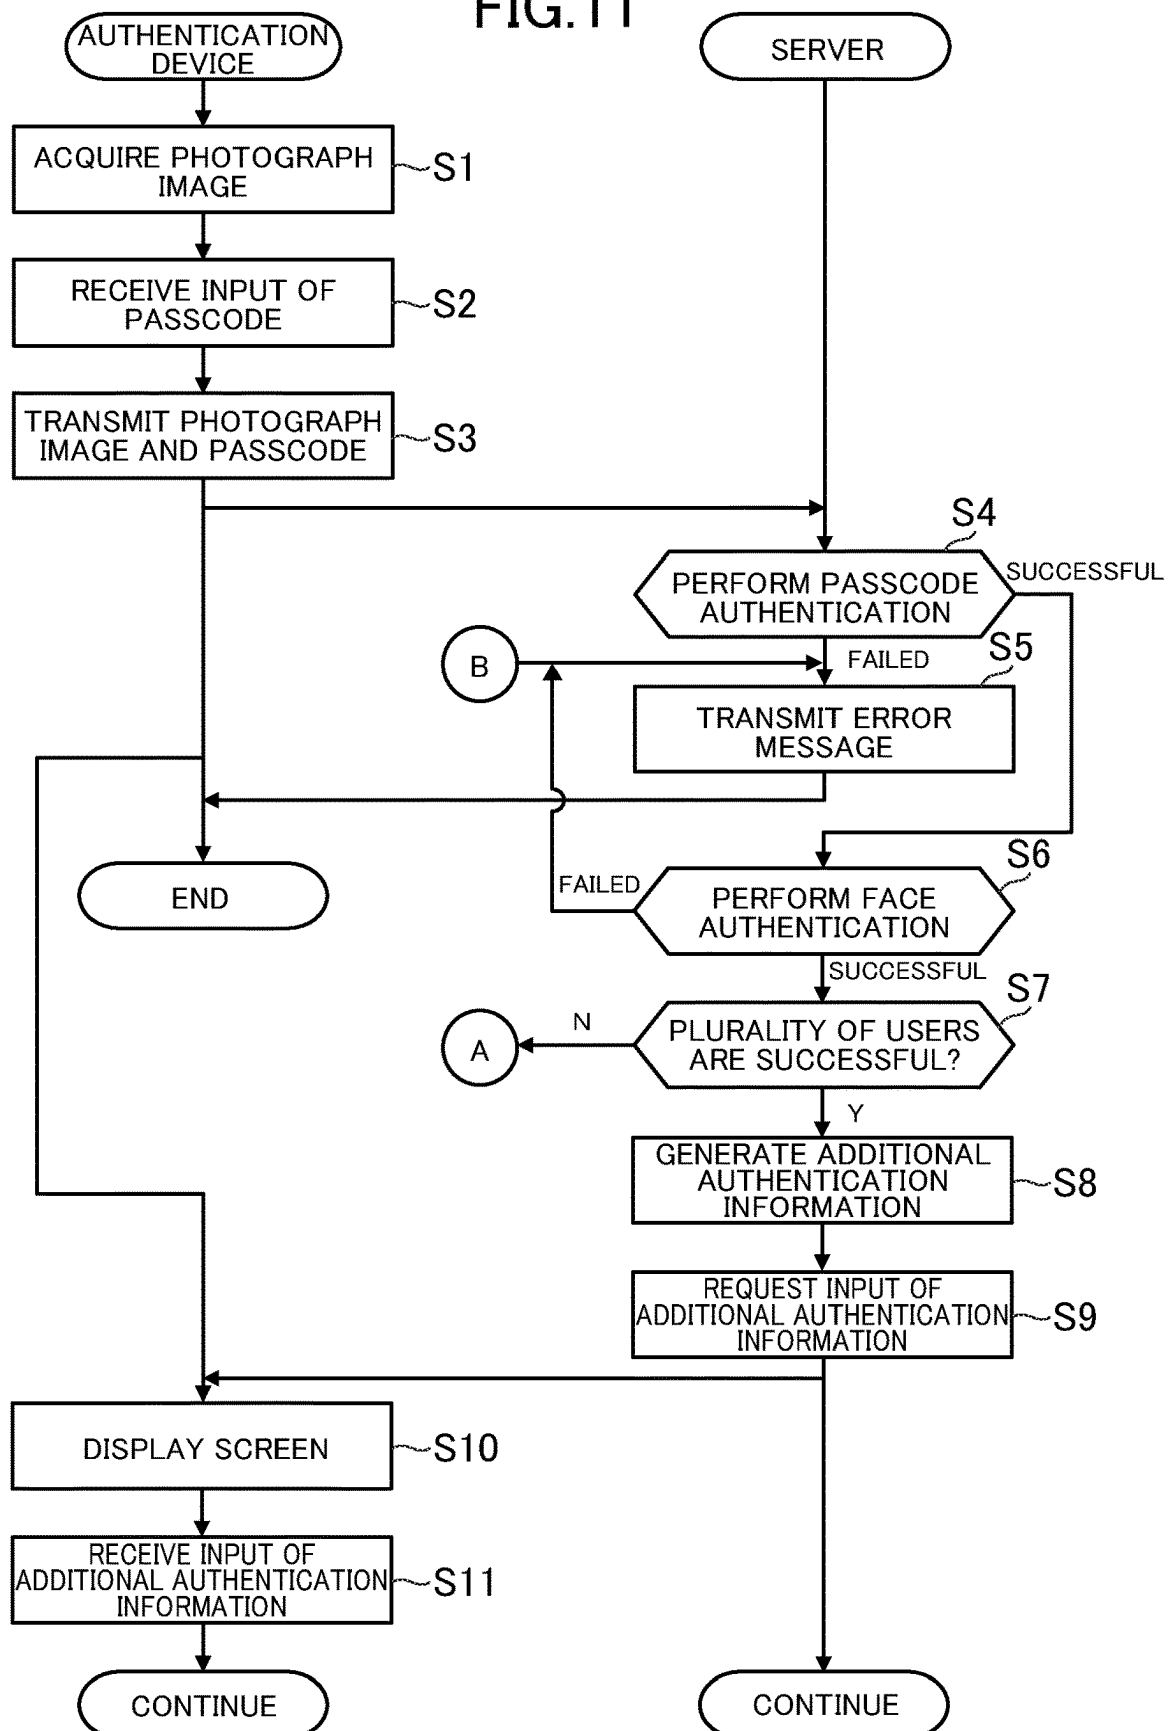 FIG.11
AUTHENTICATION
DEVICE
SERVER
ACQUIRE PHOTOGRAPH
IMAGE
S1
RECEIVE INPUT OF
PASSCODE
S2
TRANSMIT PHOTOGRAPH
IMAGE AND PASSCODE
S3
S4
PERFORM PASSCODE
AUTHENTICATION
SUCCESSFUL
B
FAILED
S5
TRANSMIT ERROR
MESSAGE
END
FAILED
S6
PERFORM FACE
AUTHENTICATION
SUCCESSFUL
S7
A
N
PLURALITY OF USERS
ARE SUCCESSFUL?
Y
GENERATE ADDITIONAL
AUTHENTICATION
INFORMATION
S8
REQUEST INPUT OF
ADDITIONAL AUTHENTICATION
INFORMATION
S9
DISPLAY SCREEN
S10
RECEIVE INPUT OF
ADDITIONAL AUTHENTICATION
INFORMATION
S11
CONTINUE
CONTINUE